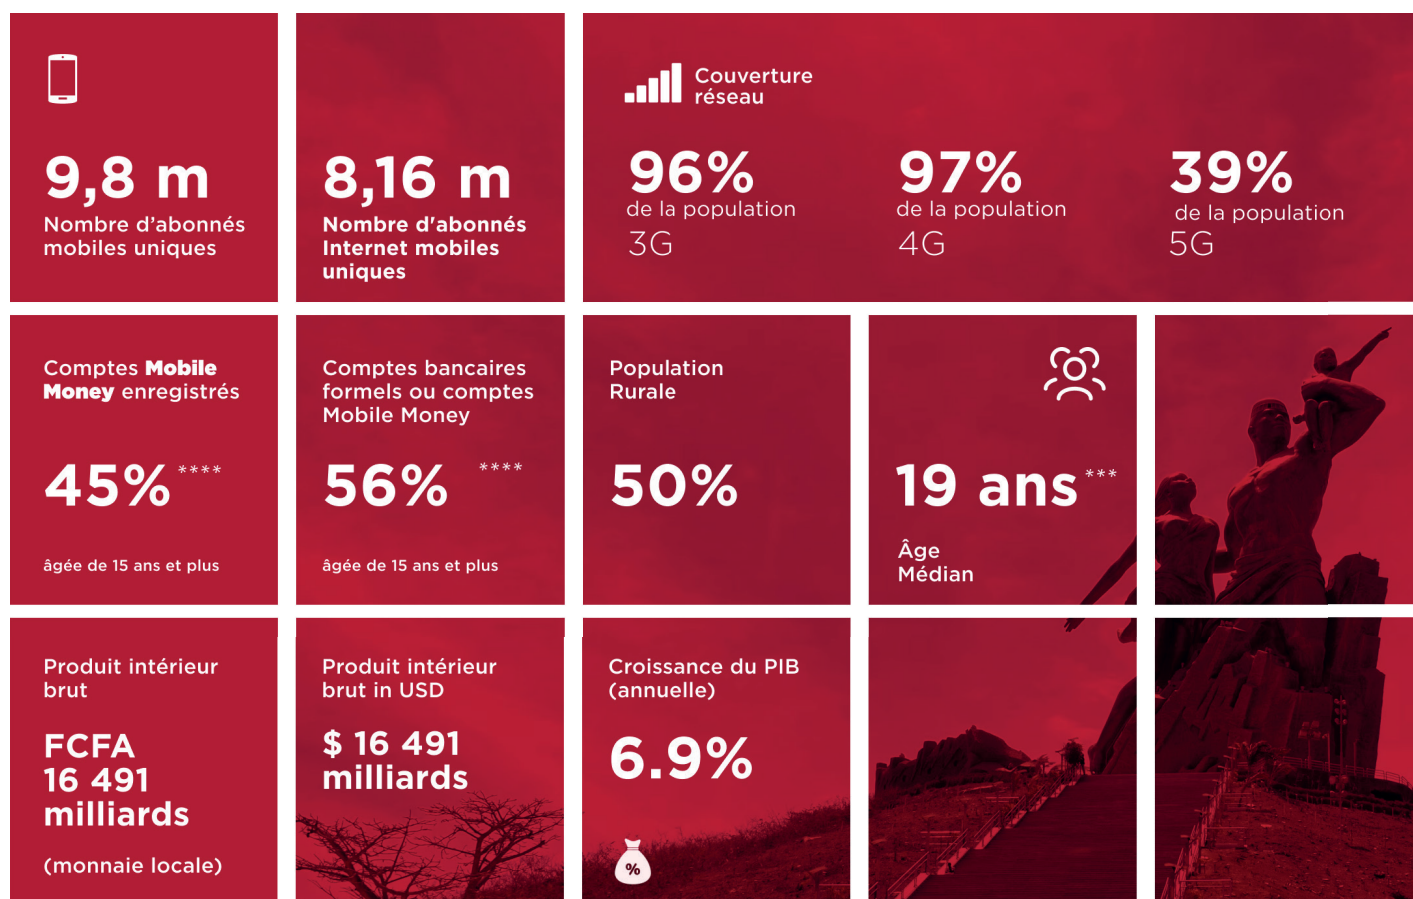 9,8 m
Nombre d’abonnés
mobiles uniques
8,16 m
Nombre d'abonnés
Internet mobiles
uniques
Couverture
réseau
96%
de la population
3G
97%
de la population
4G
39%
de la population
5G
Comptes Mobile
Money enregistrés
45% ****
âgée de 15 ans et plus
Comptes bancaires
formels ou comptes
Mobile Money
56% ****
âgée de 15 ans et plus
Population
Rurale
50%
19 ans ***
Âge
Médian
Produit intérieur
brut
FCFA
16 491
milliards
(monnaie locale)
Produit intérieur
brut in USD
$ 16 491
milliards
Croissance du PIB
(annuelle)
6.9%
%